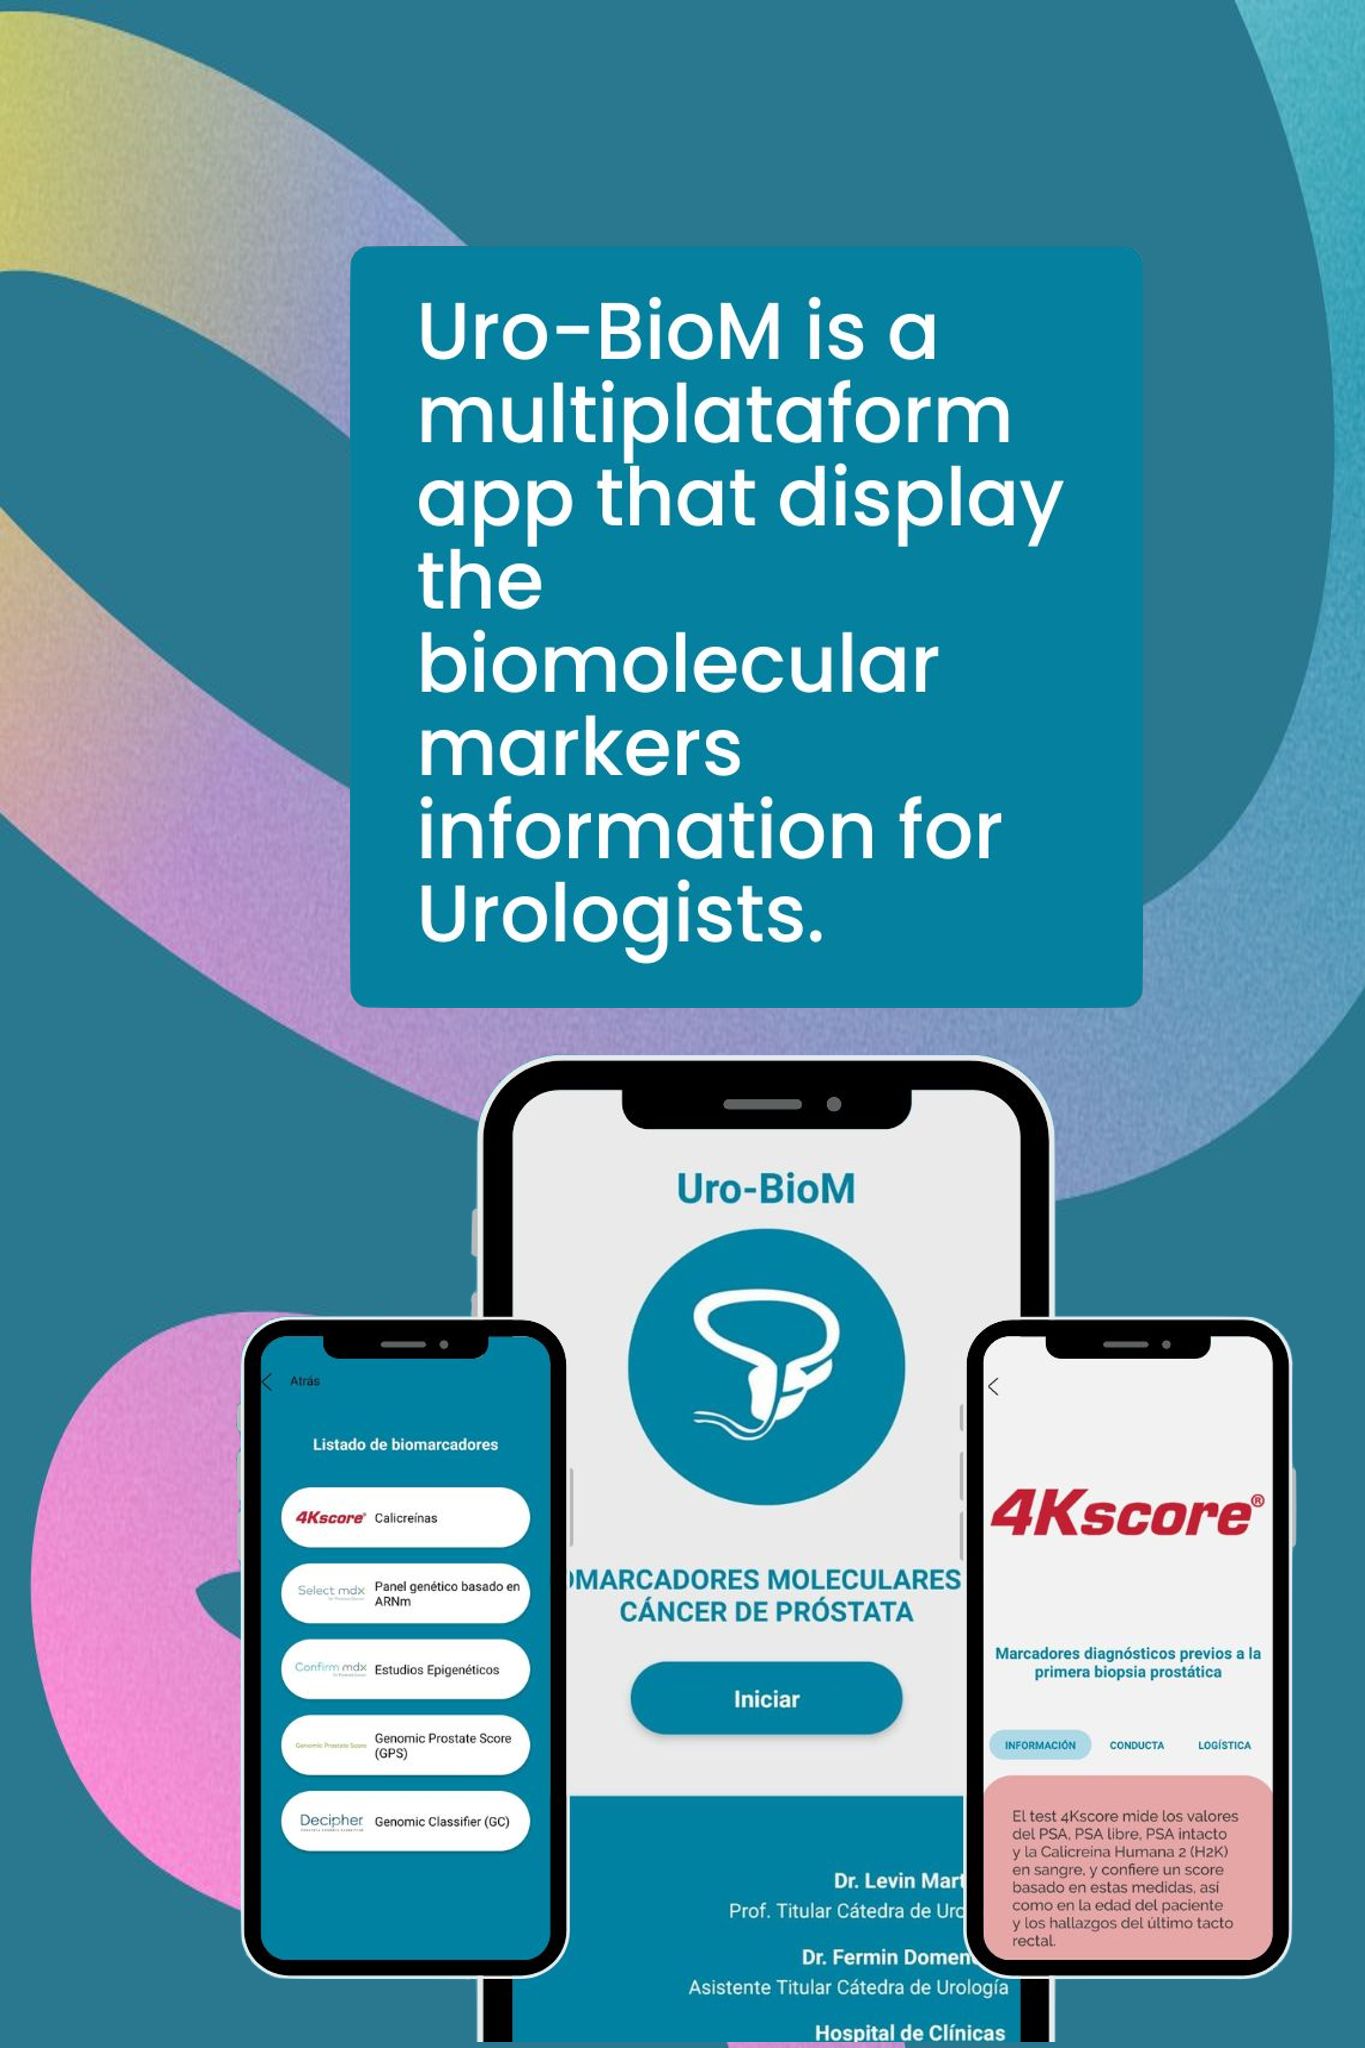 Uro-BioM is a
multiplataform
app that display
the
biomolecular
markers
information for
Urologists.
Uro-BioM
OMARCADORES MOLECULARES
CÁNCER DE PRÓSTATA
Iniciar
Dr. Levin Mart
Prof. Titular Cátedra de Uro
Dr. Fermin Domen
Asistente Titular Cátedra de Urología
Hospital de Clínicas
Atrás
Listado de biomarcadores
4Kscore® Calicreínas
Select mdx Panel genético basado en
ARNm
Confirm mdx Estudios Epigenéticos
Genomic Prostate Score Genomic Prostate Score
(GPS)
Decipher Genomic Classifier (GC)
4Kscore®
Marcadores diagnósticos previos a la
primera biopsia prostática
INFORMACIÓN CONDUCTA LOGÍSTICA
El test 4Kscore mide los valores
del PSA, PSA libre, PSA intacto
y la Calicreína Humana 2 (H2K)
en sangre, y confiere un score
basado en estas medidas, así
como en la edad del paciente
y los hallazgos del último tacto
rectal.